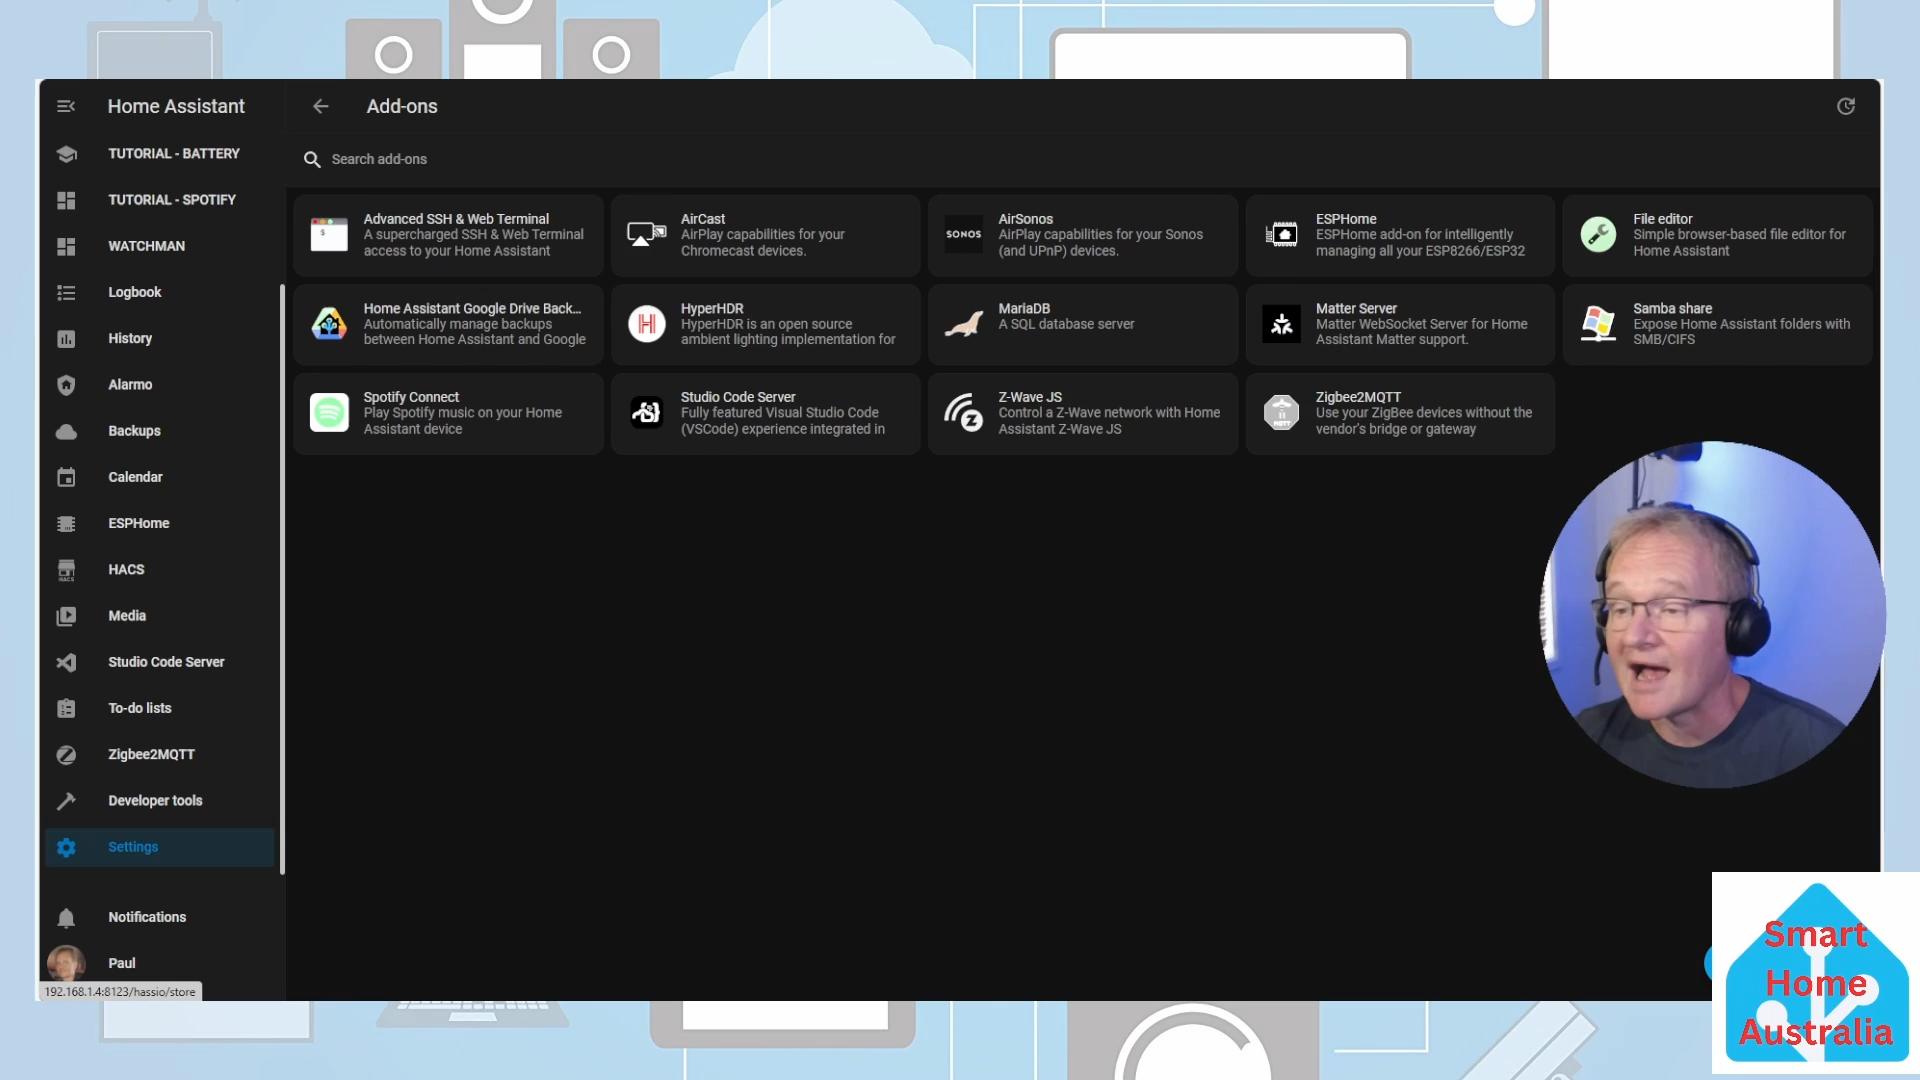 Home Assistant
Add-ons
TUTORIAL - BATTERY
Search add-ons
TUTORIAL - SPOTIFY
WATCHMAN
Logbook
History
Alarmo
Backups
Calendar
ESPHome
HACS
HACS
Media
Studio Code Server
To-do lists
Zigbee2MQTT
Developer tools
Settings
Notifications
Paul
192.168.1.4:8123/hassio/store
$
Advanced SSH & Web Terminal
A supercharged SSH & Web Terminal
access to your Home Assistant
AirCast
AirPlay capabilities for your
Chromecast devices.
SONOS
AirSonos
AirPlay capabilities for your Sonos
(and UPnP) devices.
ESPHome
ESPHome add-on for intelligently
managing all your ESP8266/ESP32
File editor
Simple browser-based file editor for
Home Assistant
Home Assistant Google Drive Back...
Automatically manage backups
between Home Assistant and Google
H
HyperHDR
HyperHDR is an open source
ambient lighting implementation for
MariaDB
A SQL database server
Matter Server
Matter WebSocket Server for Home
Assistant Matter support.
Samba share
Expose Home Assistant folders with
SMB/CIFS
Spotify Connect
Play Spotify music on your Home
Assistant device
Studio Code Server
Fully featured Visual Studio Code
(VSCode) experience integrated in
Z
Z-Wave JS
Control a Z-Wave network with Home
Assistant Z-Wave JS
MQTT
Zigbee2MQTT
Use your ZigBee devices without the
vendor's bridge or gateway
Smart
Home
Australia